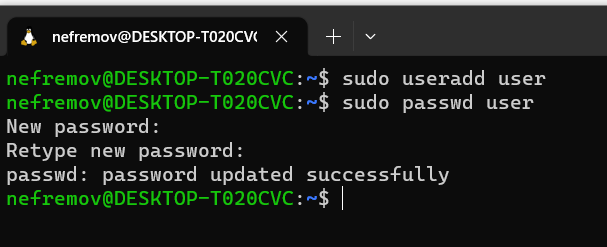 nefremov@DESKTOP-T020CVC
nefremov@DESKTOP-T020CVC:~$ sudo useradd user
nefremov@DESKTOP-T020CVC:~$ sudo passwd user
New password:
Retype new password:
passwd: password updated successfully
nefremov@DESKTOP-T020CVC:~$